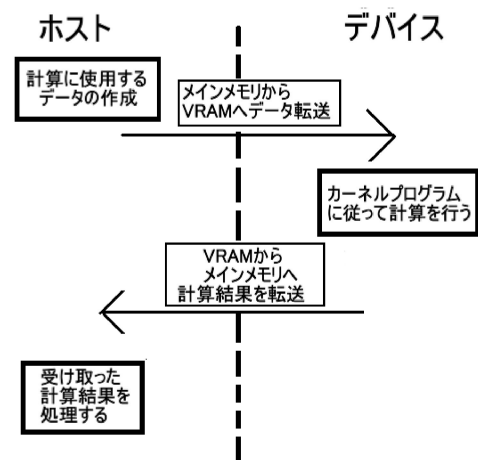 ホスト
デバイス
計算に使用する
データの作成
メインメモリから
VRAMへデータ転送
カーネルプログラム
に従って計算を行う
VRAMから
メインメモリへ
計算結果を転送
受け取った
計算結果を
処理する